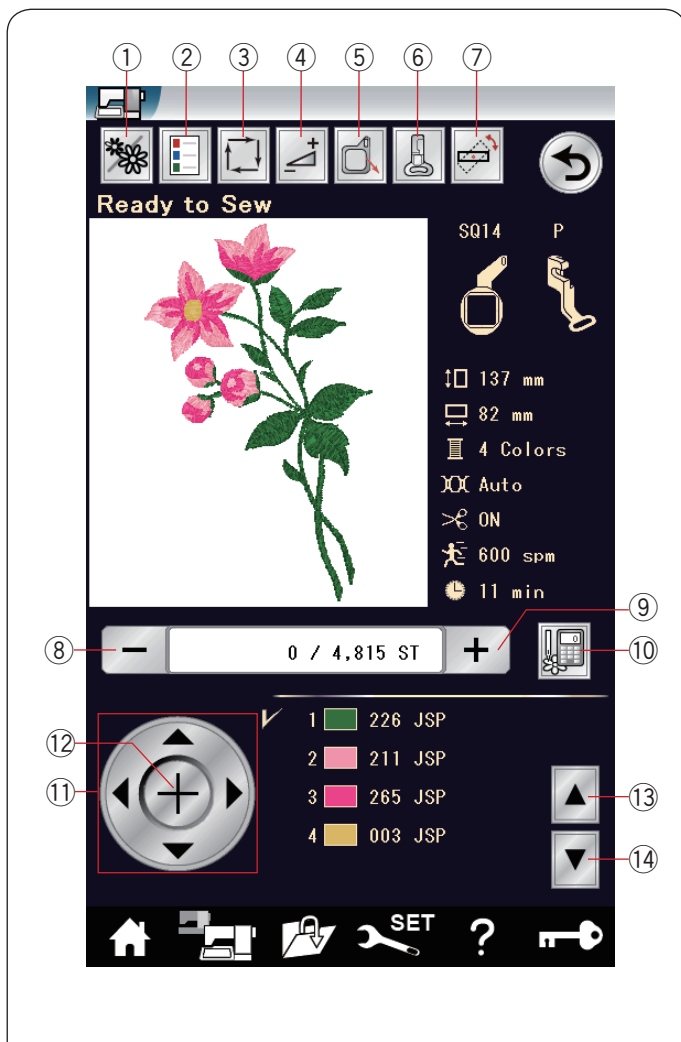 ① ② ③ ④ ⑤ ⑥ ⑦
Ready to Sew
SQ14 P
137 mm
82 mm
4 Colors
Auto
ON
600 spm
11 min
⑧ − 0 / 4,815 ST + ⑨
0
⑩
1 226 JSP
2 211 JSP
3 265 JSP
4 003 JSP
⑫
⑪
⑬
⑭
SET ?